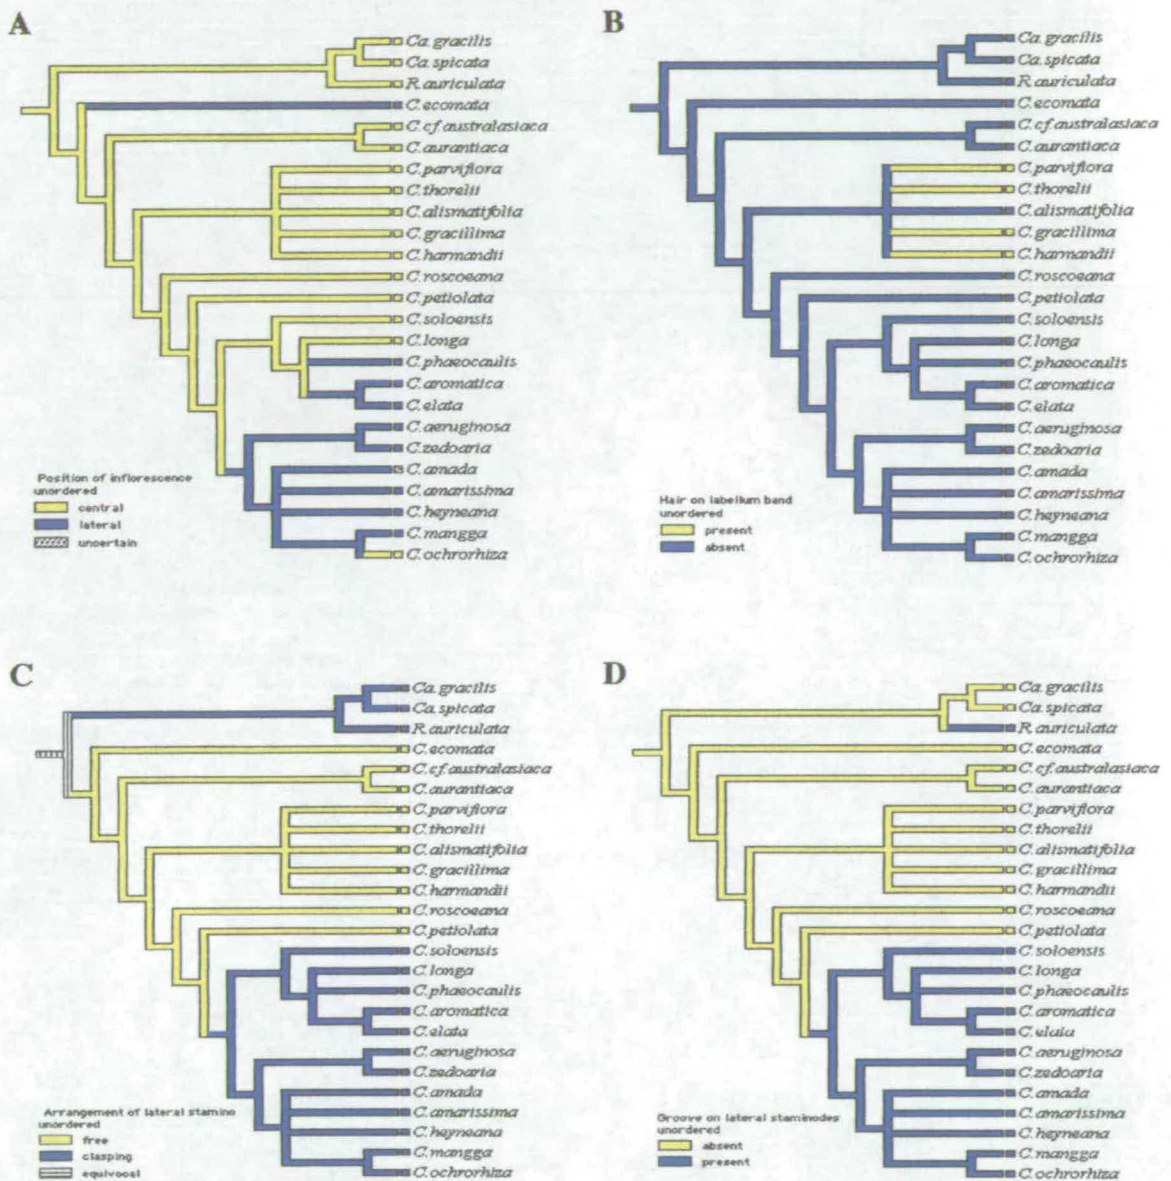 A
Ca.gracilis
Ca.spicata
R.auriculata
C.ecomata
C.cf.australasiaca
C.aurantiaca
C.parviflora
C.thorelii
C.alismatifolia
C.gracillima
C.harmandii
C.roscoeana
C.petiolata
C.soloensis
C.longa
C.phaeocaulis
C.aromatica
C.elata
C.aeruginosa
C.zedoaria
C.amada
C.amarissima
C.heyneana
C.mangga
C.ochrorhiza
Position of inflorescence
unordered
central
lateral
uncertain
B
Ca.gracilis
Ca.spicata
R.auriculata
C.ecomata
C.cf.australasiaca
C.aurantiaca
C.parviflora
C.thorelii
C.alismatifolia
C.gracillima
C.harmandii
C.roscoeana
C.petiolata
C.soloensis
C.longa
C.phaeocaulis
C.aromatica
C.elata
C.aeruginosa
C.zedoaria
C.amada
C.amarissima
C.heyneana
C.mangga
C.ochrorhiza
Hair on labellum band
unordered
present
absent
C
Ca.gracilis
Ca.spicata
R.auriculata
C.ecomata
C.cf.australasiaca
C.aurantiaca
C.parviflora
C.thorelii
C.alismatifolia
C.gracillima
C.harmandii
C.roscoeana
C.petiolata
C.soloensis
C.longa
C.phaeocaulis
C.aromatica
C.elata
C.aeruginosa
C.zedoaria
C.amada
C.amarissima
C.heyneana
C.mangga
C.ochrorhiza
Arrangement of lateral stamino
unordered
free
clasping
equivocal
D
Ca.gracilis
Ca.spicata
R.auriculata
C.ecomata
C.cf.australasiaca
C.aurantiaca
C.parviflora
C.thorelii
C.alismatifolia
C.gracillima
C.harmandii
C.roscoeana
C.petiolata
C.soloensis
C.longa
C.phaeocaulis
C.aromatica
C.elata
C.aeruginosa
C.zedoaria
C.amada
C.amarissima
C.heyneana
C.mangga
C.ochrorhiza
Groove on lateral staminodes
unordered
absent
present